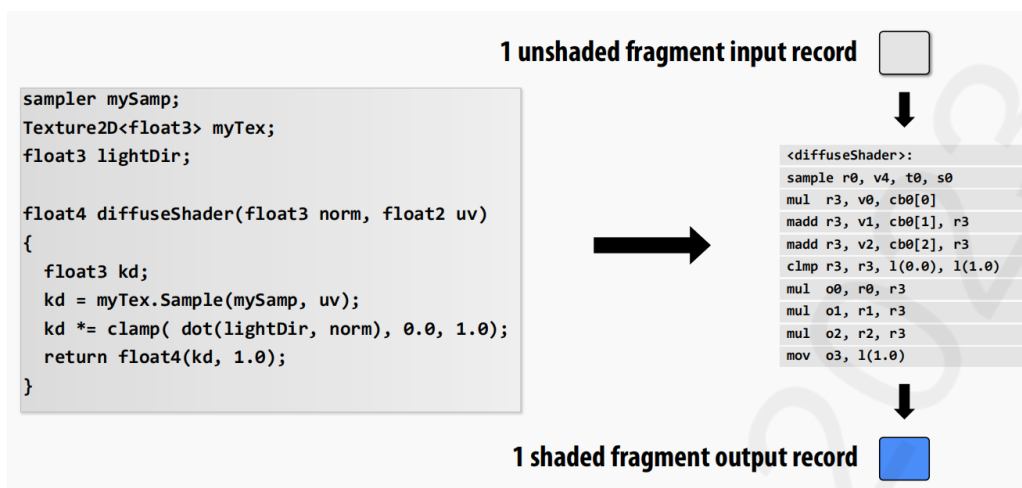 1 unshaded fragment input record
sampler mySamp;
Texture2D<float3> myTex;
float3 lightDir;
float4 diffuseShader(float3 norm, float2 uv)
{
  float3 kd;
  kd = myTex.Sample(mySamp, uv);
  kd *= clamp( dot(lightDir, norm), 0.0, 1.0);
  return float4(kd, 1.0);
}
<diffuseShader>:
sample r0, v4, t0, s0
mul  r3, v0, cb0[0]
madd r3, v1, cb0[1], r3
madd r3, v2, cb0[2], r3
clmp r3, r3, l(0.0), l(1.0)
mul  o0, r0, r3
mul  o1, r1, r3
mul  o2, r2, r3
mov  o3, l(1.0)
1 shaded fragment output record